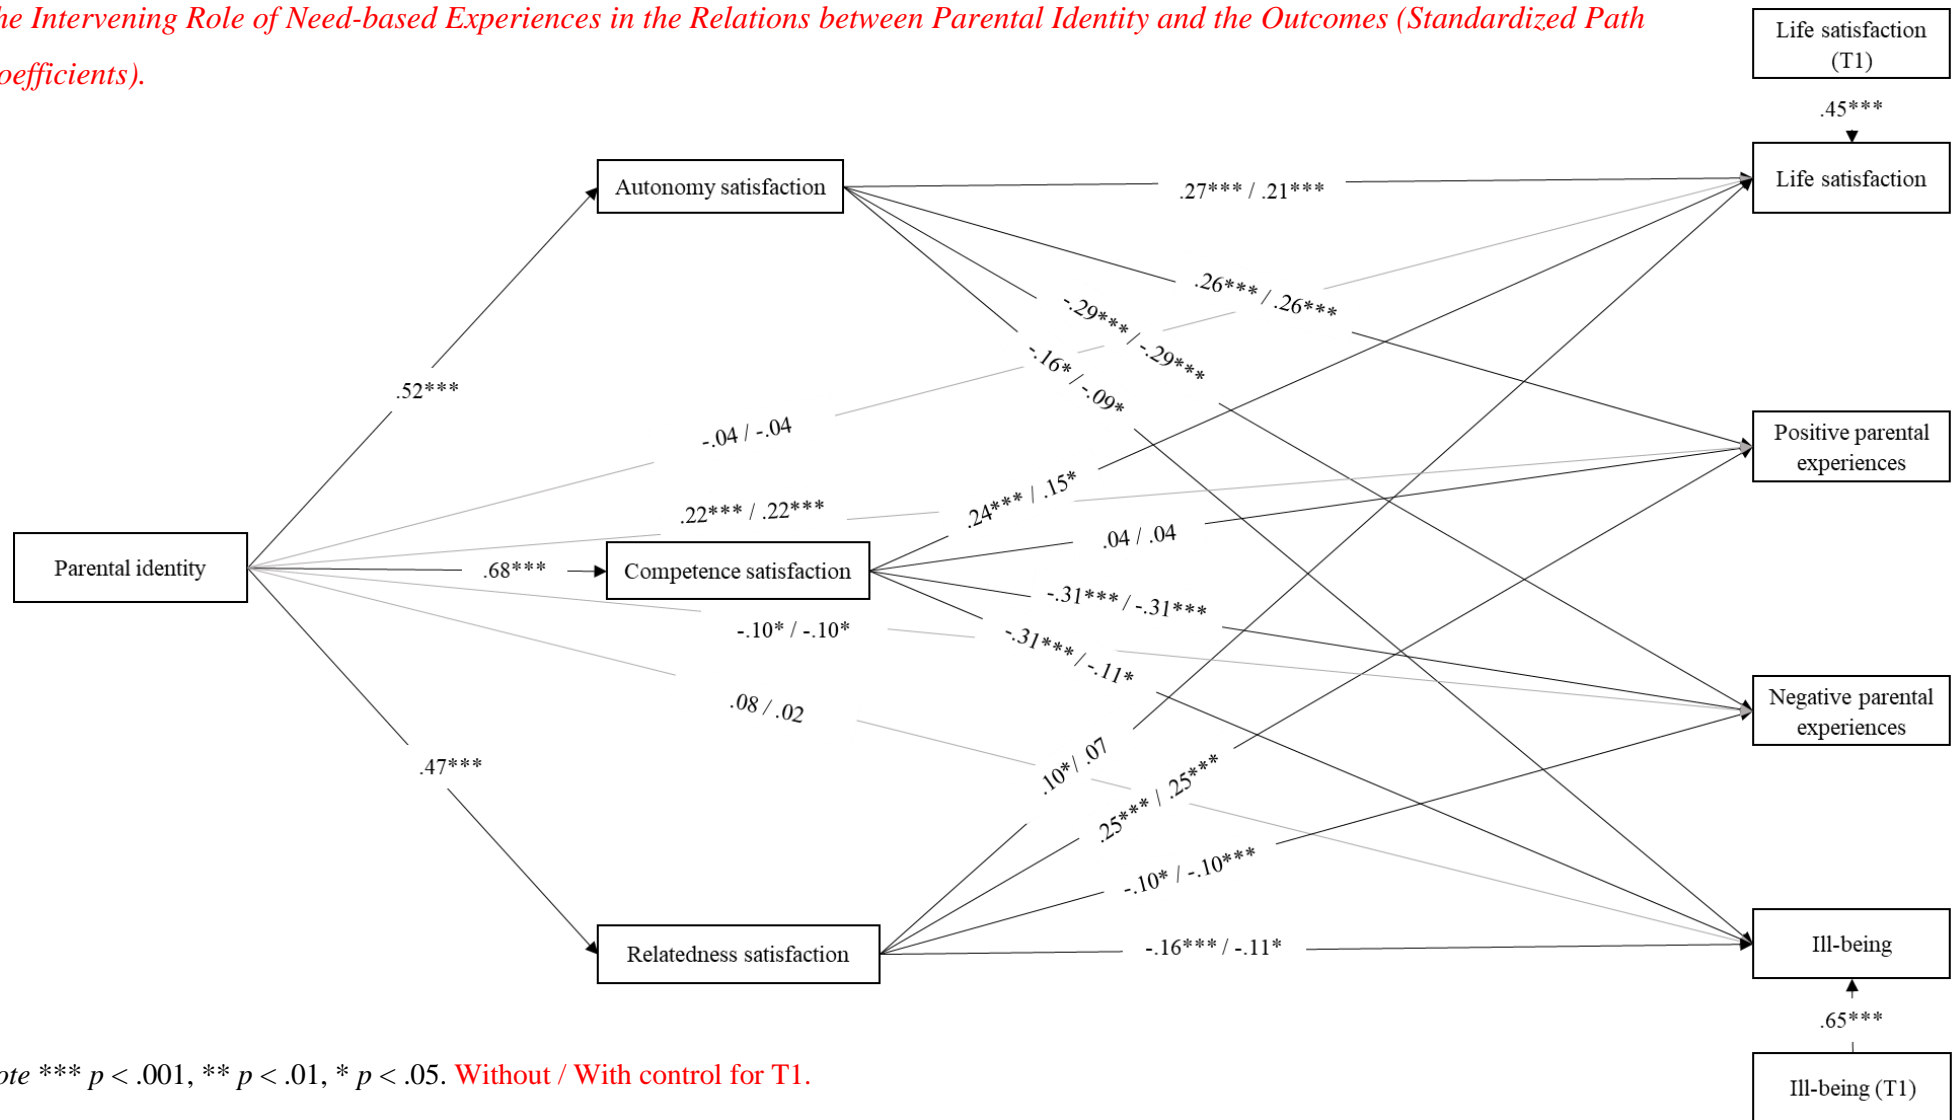 he Intervening Role of Need-based Experiences in the Relations between Parental Identity and the Outcomes (Standardized Path
oefficients).
Life satisfaction
(T1)
.45***
Autonomy satisfaction
.27*** / .21***
Life satisfaction
.26*** / .26***
-.29*** / -.29***
-.16* / -.09*
.52***
-.04 / -.04
Positive parental
experiences
.24*** / .15*
.22*** / .22***
.04 / .04
Parental identity
.68***
Competence satisfaction
-.31*** / -.31***
-.10* / -.10*
-.31*** / -.11*
.08 / .02
Negative parental
experiences
.47***
.10*/ .07
.25*** / .25***
-.10* / -.10***
Relatedness satisfaction
-.16*** / -.11*
Ill-being
.65***
ote *** p < .001, ** p < .01, * p < .05. Without / With control for T1.
Ill-being (T1)